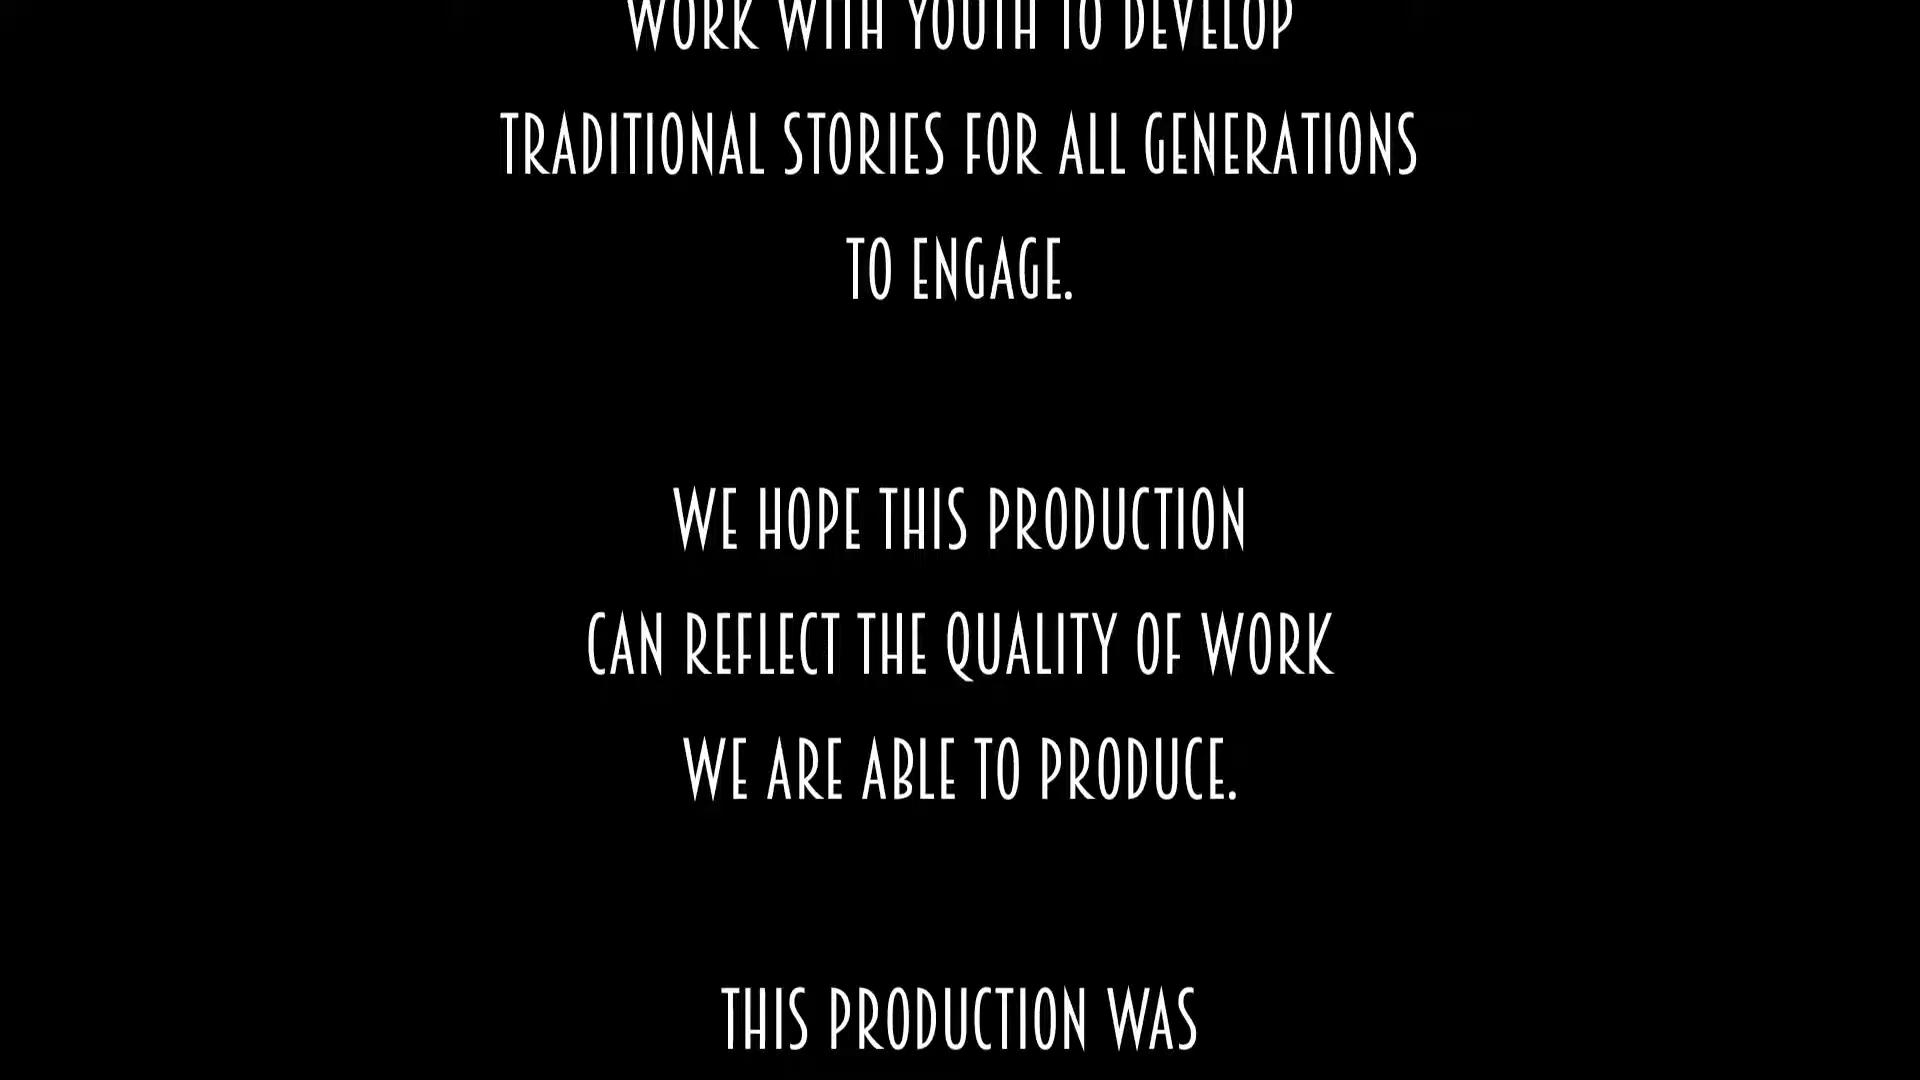 WORK WITH YOUTH TO DEVELOP
TRADITIONAL STORIES FOR ALL GENERATIONS
TO ENGAGE.
WE HOPE THIS PRODUCTION
CAN REFLECT THE QUALITY OF WORK
WE ARE ABLE TO PRODUCE.
THIS PRODUCTION WAS